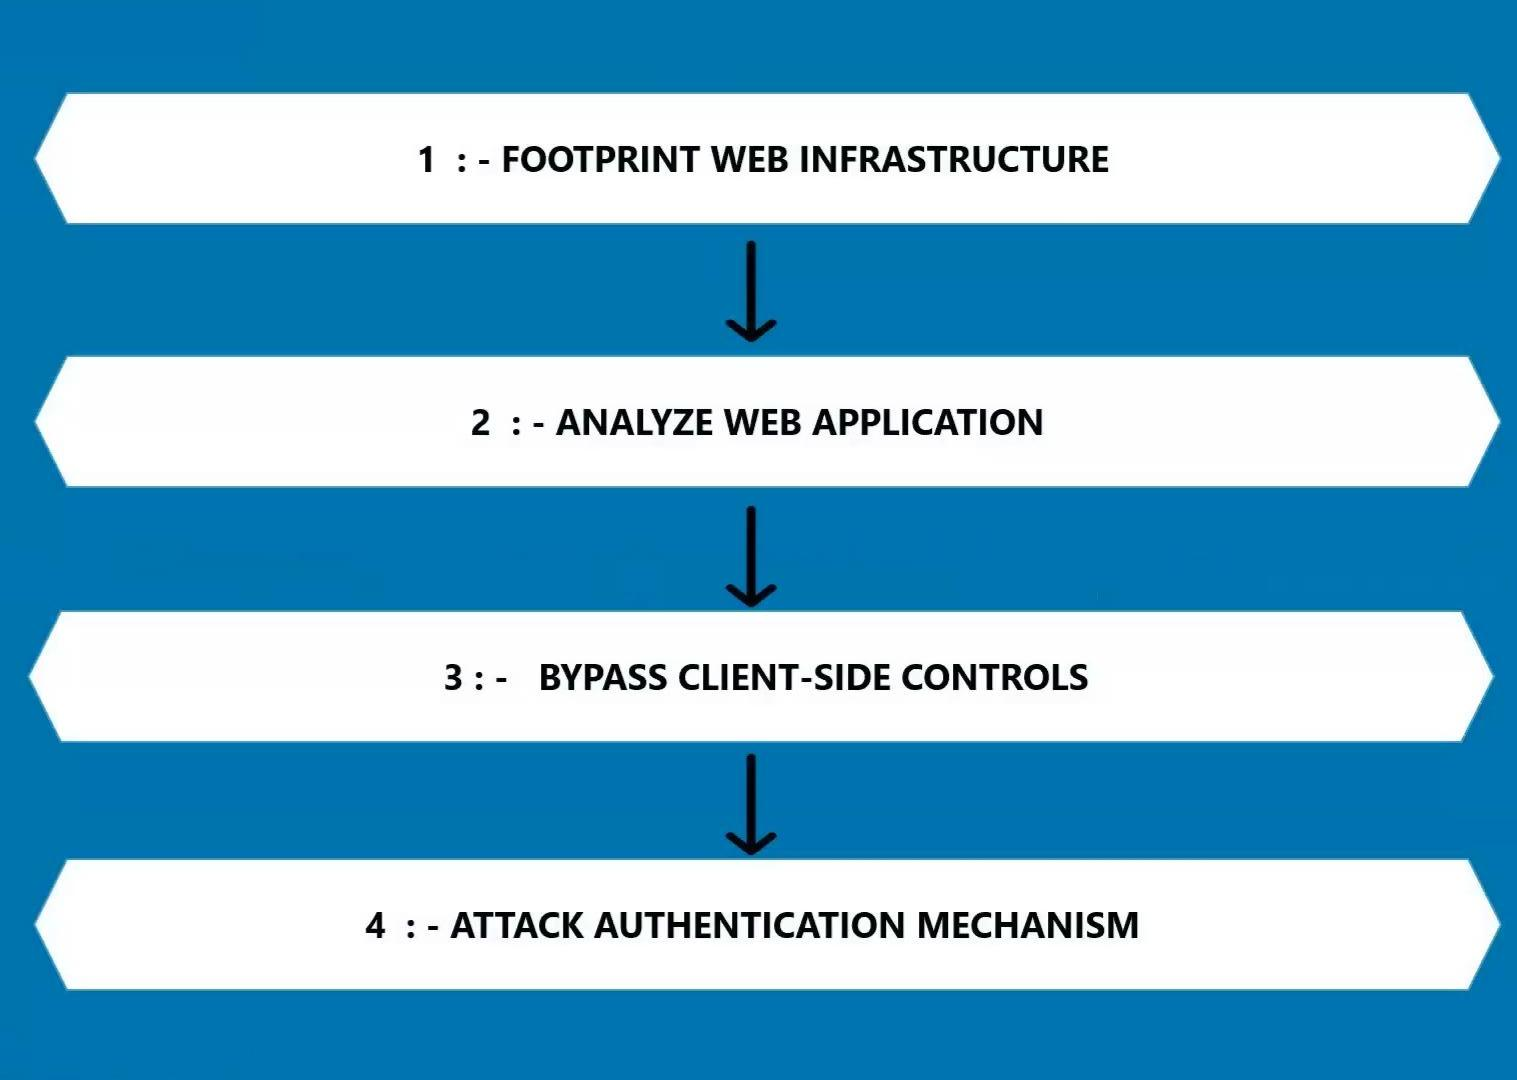 1 : - FOOTPRINT WEB INFRASTRUCTURE
2 : - ANALYZE WEB APPLICATION
3 : - BYPASS CLIENT-SIDE CONTROLS
4 : - ATTACK AUTHENTICATION MECHANISM